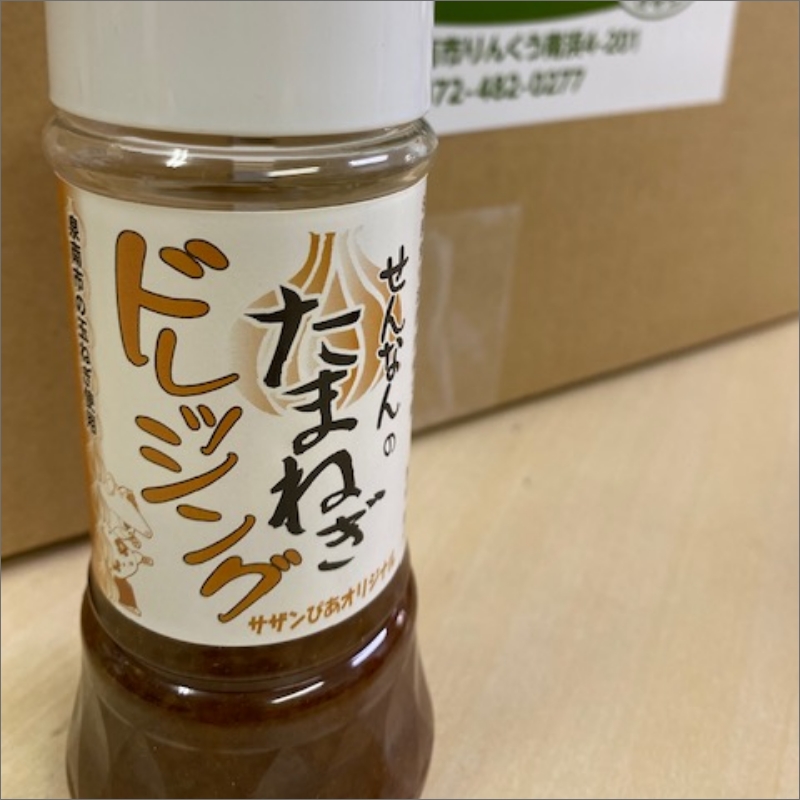 せんなんの
たまねぎ
ドレッシング
サザンぴあオリジナル
市りんくう南浜4-201
72-482-0277